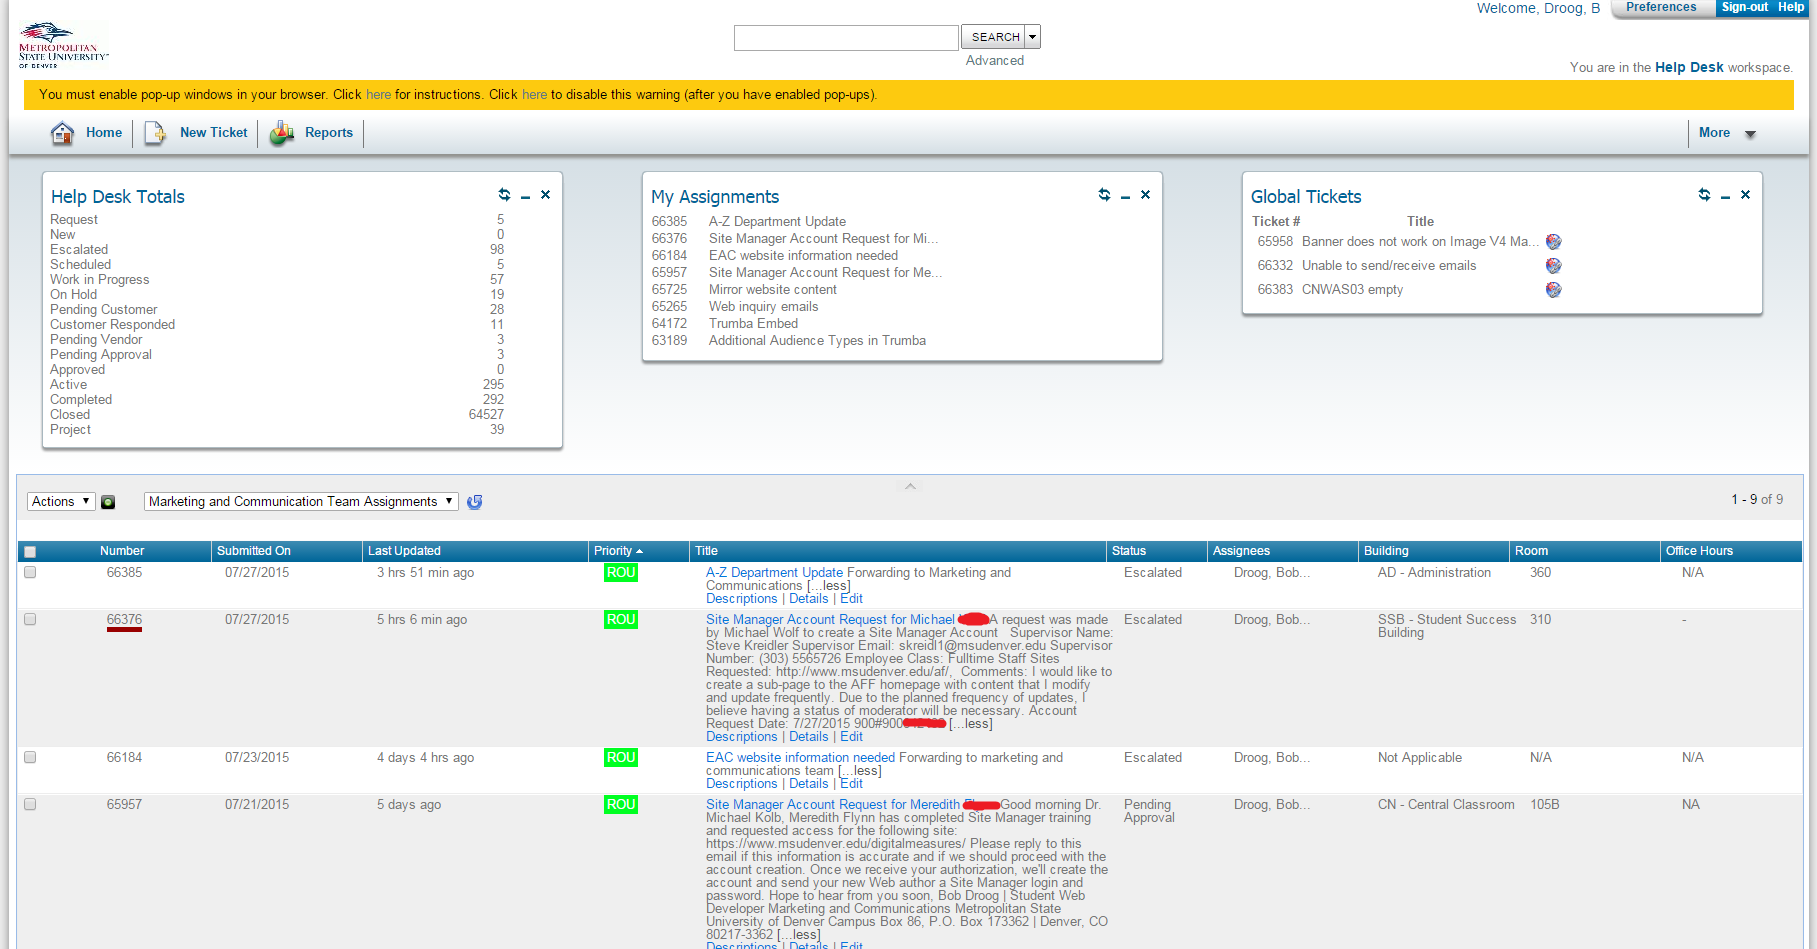 Welcome, Droog, B Preferences Sign-out Help
METROPOLITAN
STATE UNIVERSITY
OF DENVER
SEARCH
Advanced
You are in the Help Desk workspace.
You must enable pop-up windows in your browser. Click here for instructions. Click here to disable this warning (after you have enabled pop-ups).
Home New Ticket Reports More
Help Desk Totals
Request 5
New 0
Escalated 98
Scheduled 5
Work in Progress 57
On Hold 19
Pending Customer 28
Customer Responded 11
Pending Vendor 3
Pending Approval 3
Approved 0
Active 295
Completed 292
Closed 64527
Project 39
My Assignments
66385 A-Z Department Update
66376 Site Manager Account Request for Mi...
66184 EAC website information needed
65957 Site Manager Account Request for Me...
65725 Mirror website content
65265 Web inquiry emails
64172 Trumba Embed
63189 Additional Audience Types in Trumba
Global Tickets
Ticket # Title
65958 Banner does not work on Image V4 Ma...
66332 Unable to send/receive emails
66383 CNWAS03 empty
Actions Marketing and Communication Team Assignments 1 - 9 of 9
Number Submitted On Last Updated Priority Title Status Assignees Building Room Office Hours
66385 07/27/2015 3 hrs 51 min ago ROU A-Z Department Update Forwarding to Marketing and Escalated Droog, Bob... AD - Administration 360 N/A
Communications [...less]
Descriptions | Details | Edit
66376 07/27/2015 5 hrs 6 min ago ROU Site Manager Account Request for Michael A request was made Escalated Droog, Bob... SSB - Student Success 310 -
by Michael Wolf to create a Site Manager Account Supervisor Name: Building
Steve Kreidler Supervisor Email: skreidl1@msudenver.edu Supervisor
Number: (303) 5565726 Employee Class: Fulltime Staff Sites
Requested: http://www.msudenver.edu/af/, Comments: I would like to
create a sub-page to the AFF homepage with content that I modify
and update frequently. Due to the planned frequency of updates, I
believe having a status of moderator will be necessary. Account
Request Date: 7/27/2015 900#900 [...less]
Descriptions | Details | Edit
66184 07/23/2015 4 days 4 hrs ago ROU EAC website information needed Forwarding to marketing and Escalated Droog, Bob... Not Applicable N/A N/A
communications team [...less]
Descriptions | Details | Edit
65957 07/21/2015 5 days ago ROU Site Manager Account Request for Meredith Good morning Dr. Pending Droog, Bob... CN - Central Classroom 105B NA
Michael Kolb, Meredith Flynn has completed Site Manager training Approval
and requested access for the following site:
https://www.msudenver.edu/digitalmeasures/ Please reply to this
email if this information is accurate and if we should proceed with the
account creation. Once we receive your authorization, we'll create the
account and send your new Web author a Site Manager login and
password. Hope to hear from you soon, Bob Droog | Student Web
Developer Marketing and Communications Metropolitan State
University of Denver Campus Box 86, P.O. Box 173362 | Denver, CO
80217-3362 [...less]
Descriptions | Details | Edit